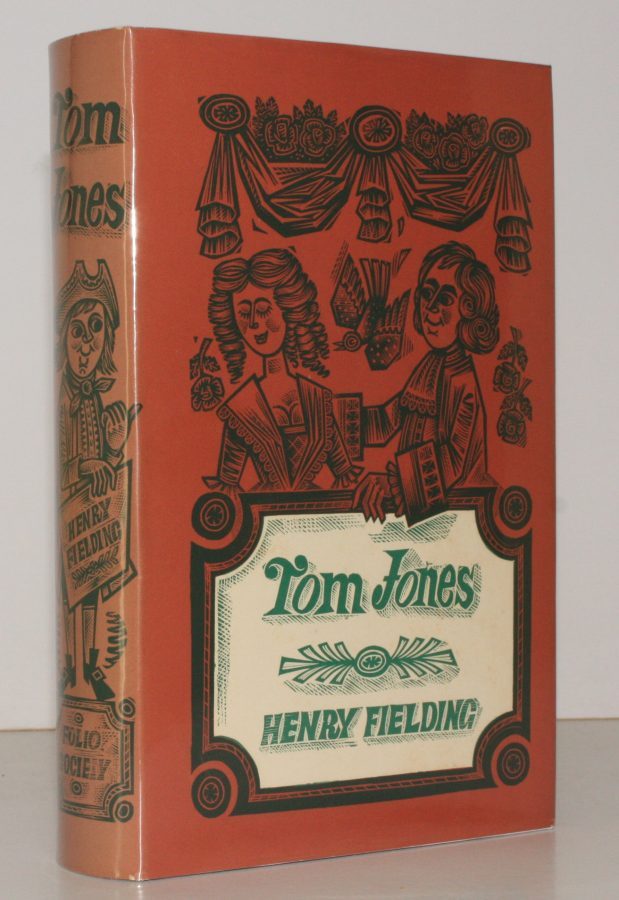 Tom
Jones
HENRY
FIELDING
FOLIO
SOCIETY
Tom Jones
HENRY FIELDING